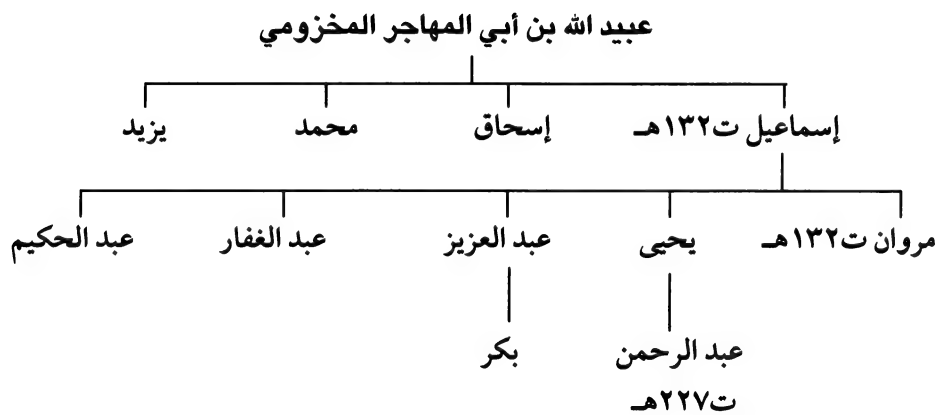 عبيد الله بن أبي المهاجر المخزومي
إسماعيل ت١٣٢هـ إسحاق محمد يزيد
مروان ت١٣٢هـ يحيى عبد العزيز عبد الغفار عبد الحكيم
عبد الرحمن بكر
ت٢٢٧هـ